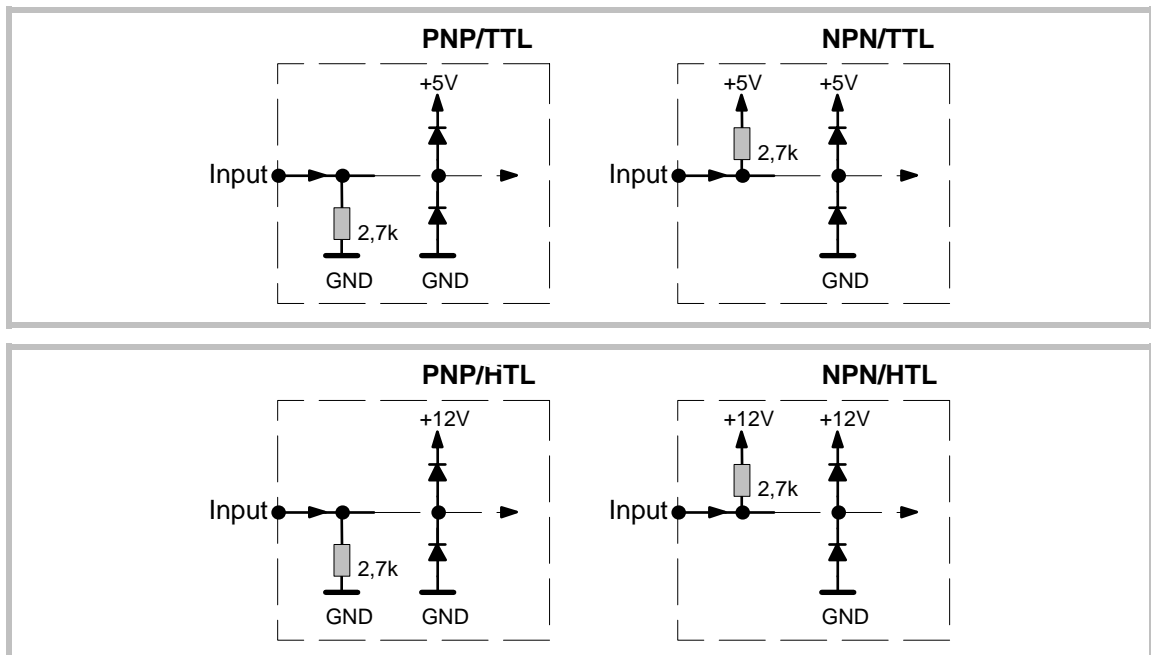 PNP/TTL NPN/TTL
+5V +5V +5V
Input 2,7k Input 2,7k
GND GND GND
PNP/HTL NPN/HTL
+12V +12V +12V
Input 2,7k Input 2,7k
GND GND GND